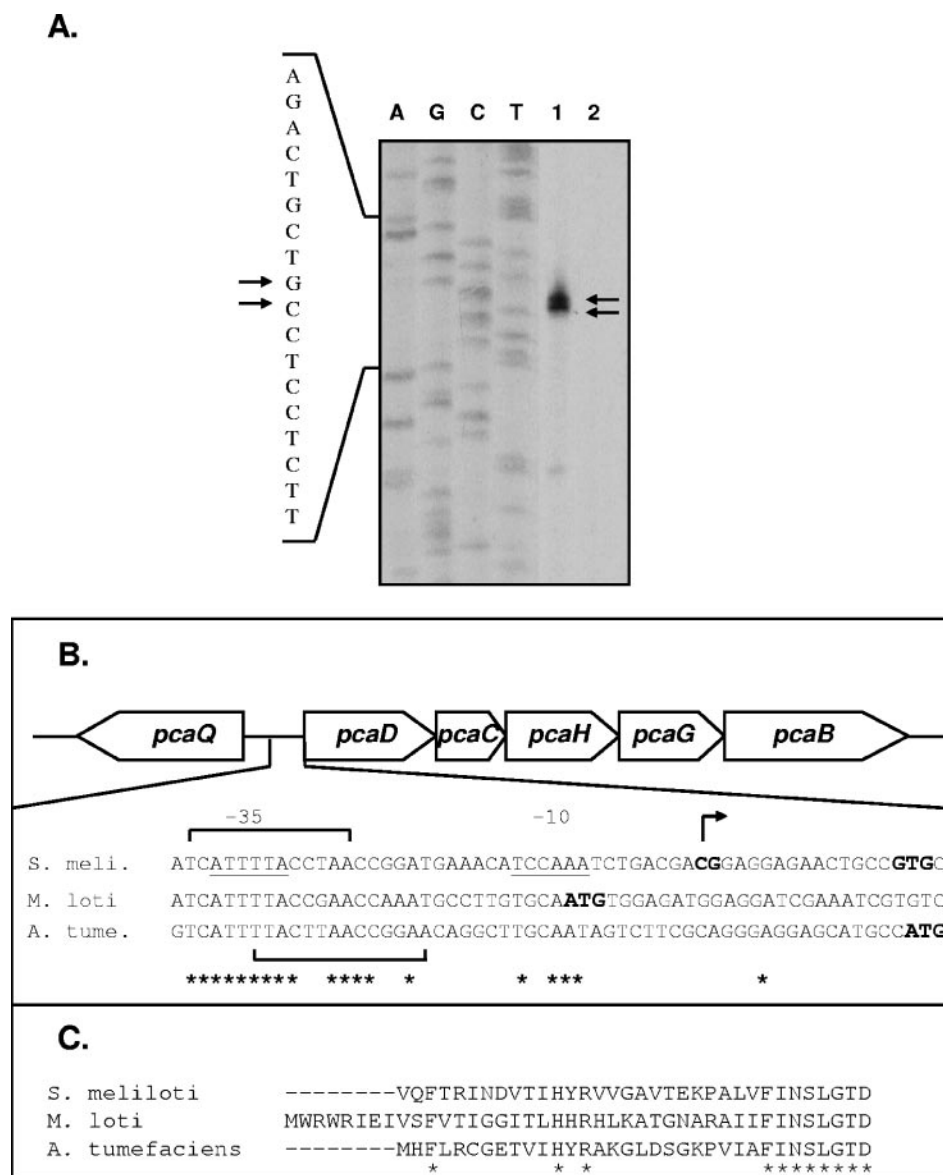 A.
A G C T 1 2
A
G
A
C
T
G
C
T
G
C
C
T
C
C
T
C
T
T
B.
pcaQ pcaD pcaC pcaH pcaG pcaB
-35 -10
S. meli. ATCATTTTACCTAACCGGATGAAACATCCAAATCTGACGACGGAGGAGAACTGCCGTGC
M. loti ATCATTTTACCGAACCAAATGCCTTGTGCAATGTGGAGATGGAGGATCGAAATCGTGTC
A. tume. GTCATTTTACTTAACCGGAACAGGCTTGCAATAGTCTTCGCAGGGAGGAGCATGCCATG
********* **** * * *** *
C.
S. meliloti --------VQFTRINDVTIHYRVVGAVTEKPALVFINSLGTD
M. loti MWRWRIEIVSFVTIGGITLHHRHLKATGNARAIIFINSLGTD
A. tumefaciens --------MHFLRCGETVIHYRAKGLDSGKPVIAFINSLGTD
* * * ********